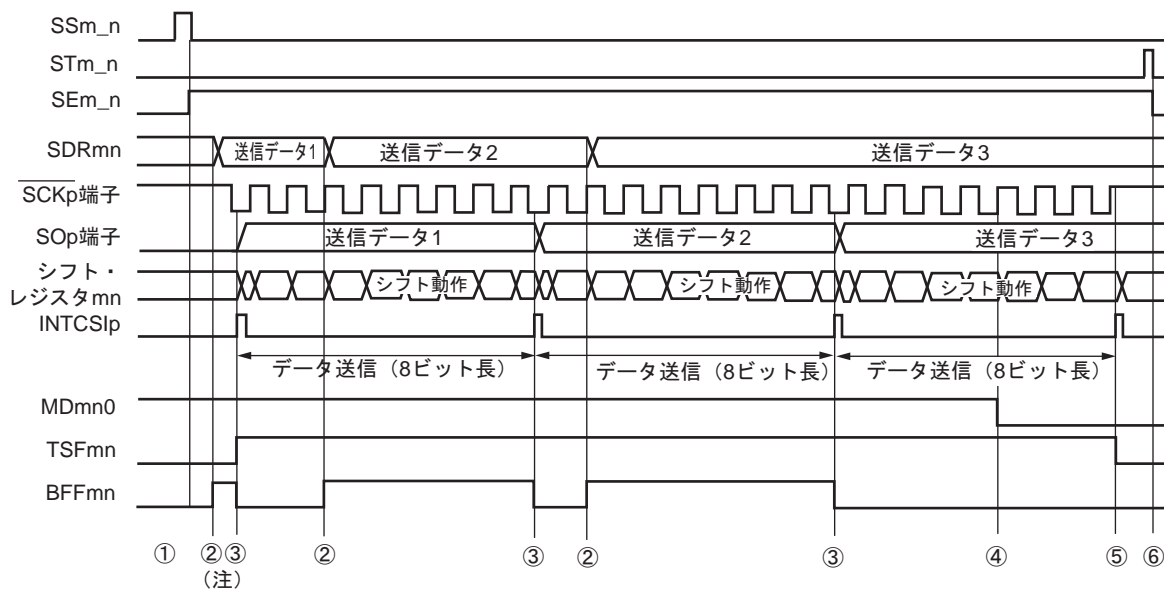 SSm_n
STm_n
SEm_n
SDRmn
送信データ1
送信データ2
送信データ3
SCKp端子
SOp端子
送信データ1
送信データ2
送信データ3
シフト・
レジスタmn
シフト動作
シフト動作
シフト動作
INTCSIp
データ送信（8ビット長）
データ送信（8ビット長）
データ送信（8ビット長）
MDmn0
TSFmn
BFFmn
① ② ③ ② ③ ② ③ ④ ⑤ ⑥
（注）